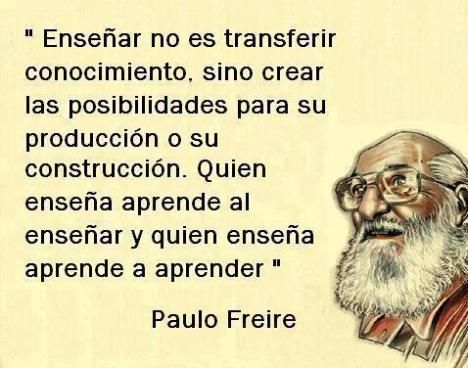 " Enseñar no es transferir
conocimiento, sino crear
las posibilidades para su
producción o su
construcción. Quien
enseña aprende al
enseñar y quien enseña
aprende a aprender "
Paulo Freire